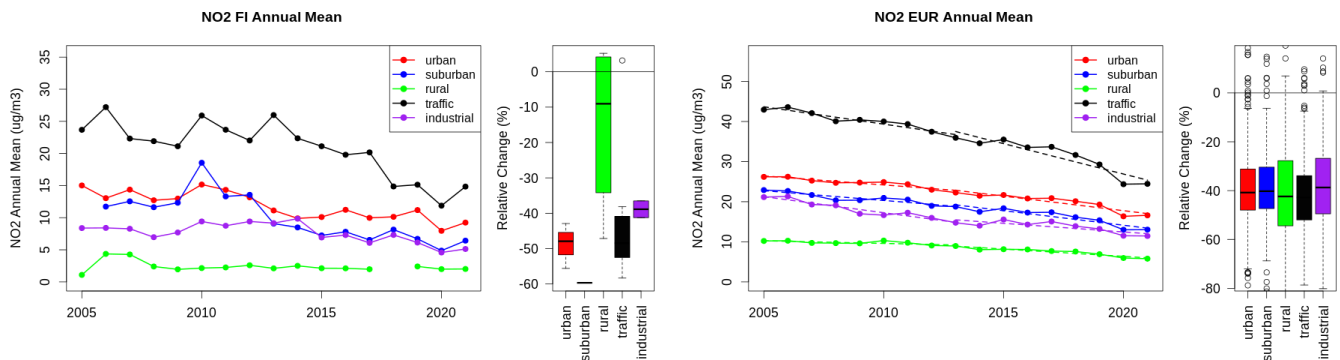 NO2 FI Annual Mean
NO2 Annual Mean (ug/m3)
35
30
25
20
15
10
5
0
2005
2010
2015
2020
urban
suburban
rural
traffic
industrial
Relative Change (%)
0
-10
-20
-30
-40
-50
-60
urban
suburban
rural
traffic
industrial
NO2 EUR Annual Mean
NO2 Annual Mean (ug/m3)
50
40
30
20
10
0
2005
2010
2015
2020
urban
suburban
rural
traffic
industrial
Relative Change (%)
0
-20
-40
-60
-80
urban
suburban
rural
traffic
industrial